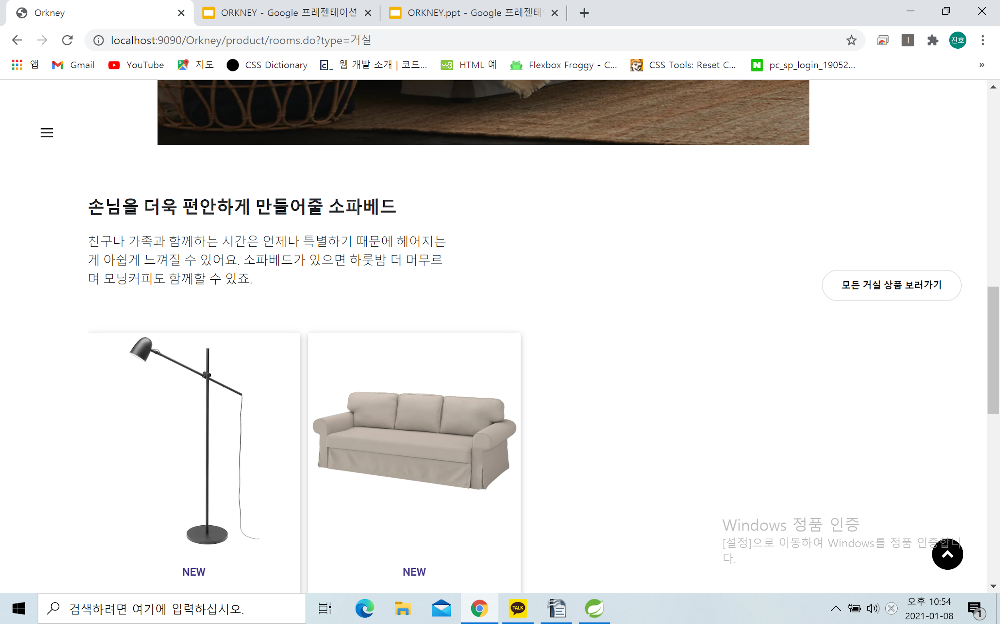 Orkney
ORKNEY - Google 프레젠테이션
ORKNEY.ppt - Google 프레젠테
localhost:9090/Orkney/product/rooms.do?type=거실
진호
앱
Gmail
YouTube
지도
CSS Dictionary
웹 개발 소개 | 코드...
HTML 예
Flexbox Froggy - C...
CSS Tools: Reset C...
pc_sp_login_19052...
»
손님을 더욱 편안하게 만들어줄 소파베드
친구나 가족과 함께하는 시간은 언제나 특별하기 때문에 헤어지는
게 아쉽게 느껴질 수 있어요. 소파베드가 있으면 하룻밤 더 머무르
며 모닝커피도 함께할 수 있죠.
모든 거실 상품 보러가기
NEW
NEW
Windows 정품 인증
[설정]으로 이동하여 Windows를 정품 인증합니
다.
검색하려면 여기에 입력하십시오.
TALK
오후 10:54
2021-01-08
1